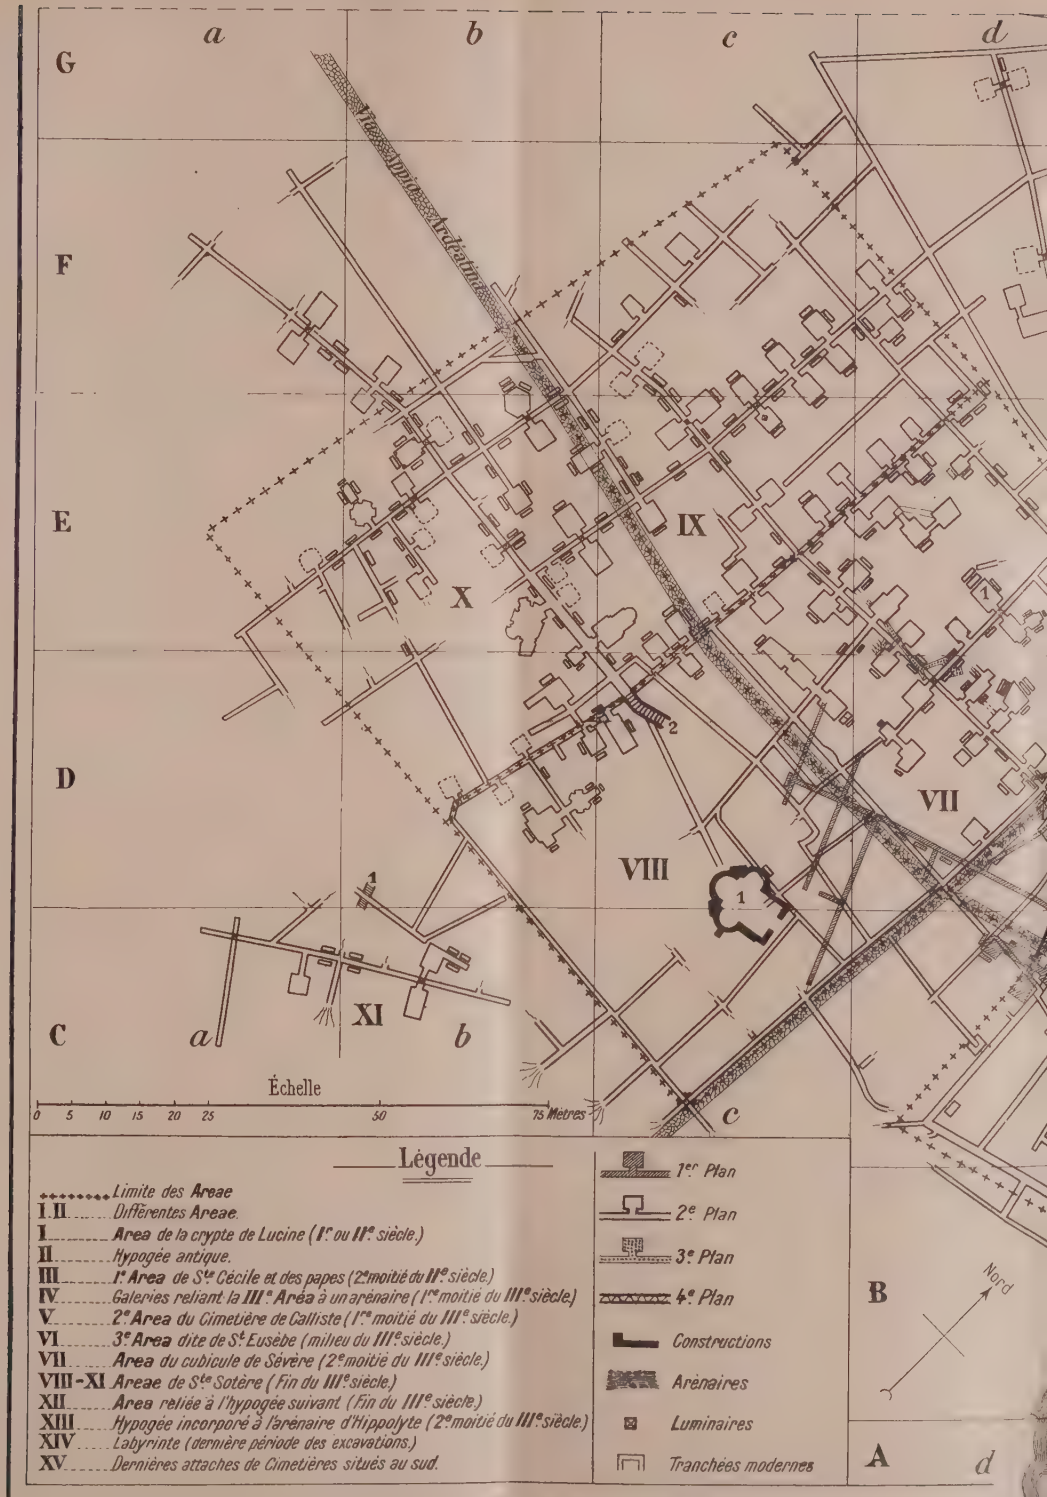 a b c d
G
Via Appia Ardéatina
F
E
IX
X
1
2
D
VII
VIII
1
1
C
a
XI
b
c
Échelle
0 5 10 15 20 25 50 75 Mètres
Légende
Limite des Areae
I.II Différentes Areae.
I Area de la crypte de Lucine (Ir. ou IIe siècle.)
II Hypogée antique.
III 1e Area de Ste Cécile et des papes (2e moitié du IIe siècle.)
IV Galeries reliant la IIIe Aréa à un arénaire (1re moitié du IIIe siècle.)
V 2e Area du Cimetière de Calliste (1re moitié du IIIe siècle.)
VI 3e Area dite de St Eusèbe (milieu du IIIe siècle.)
VII Area du cubicule de Sévère (2e moitié du IIIe siècle.)
VIII-XI Areae de Ste Sotère (Fin du IIIe siècle.)
XII Area reliée à l'hypogée suivant (Fin du IIIe siècle.)
XIII Hypogée incorporé à l'arénaire d'Hippolyte (2e moitié du IIIe siècle.)
XIV Labyrinte (dernière période des excavations.)
XV Dernières attaches de Cimetières situés au sud.
1er Plan
2e Plan
3e Plan
4e Plan
Constructions
Arénaires
Luminaires
Tranchées modernes
B
Nord
A
d